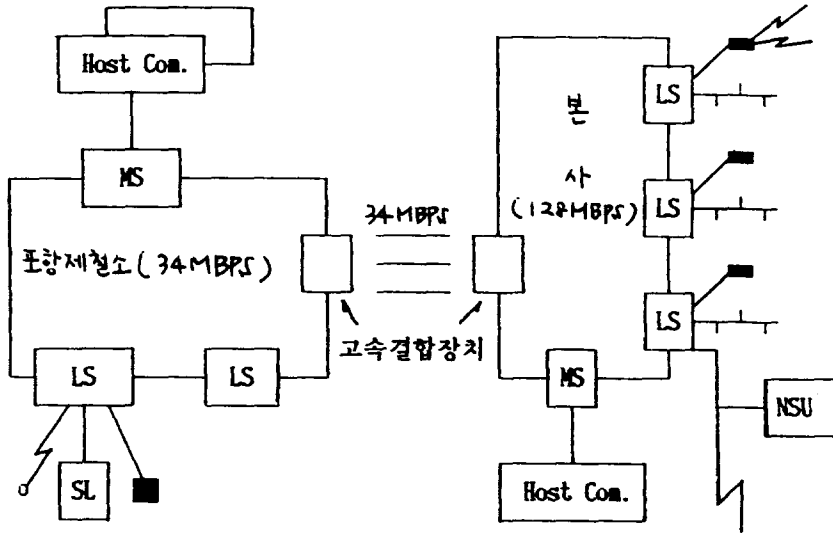 Host Com.
MS
포항제철소(34MBPS)
LS
LS
SL
34MBPS
고속결합장치
본
사
(128MBPS)
LS
LS
LS
MS
Host Com.
NSU